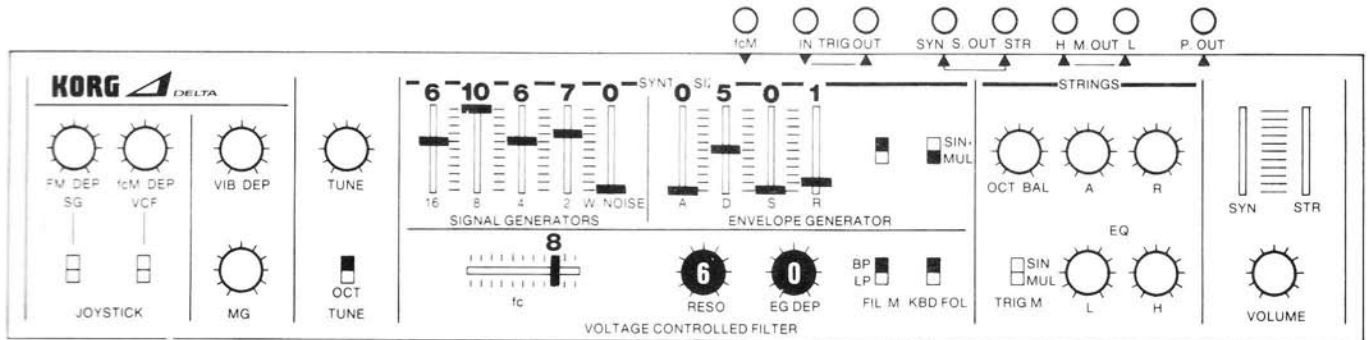 fcM IN TRIG OUT SYN S. OUT STR H M. OUT L P. OUT
KORG DELTA
SYNT SI
STRINGS
6 10 6 7 0 0 5 0 1
SIN
MUL
FM DEP fcM DEP VIB DEP TUNE
16 8 4 2 W NOISE A D S R
OCT BAL A R
SG VCF
SIGNAL GENERATORS ENVELOPE GENERATOR
SYN STR
8
EQ
6 0
BP
LP
SIN
MUL
OCT
fc RESO EG DEP FIL M KBD FOL TRIG M L H
JOYSTICK MG TUNE VOLUME
VOLTAGE CONTROLLED FILTER